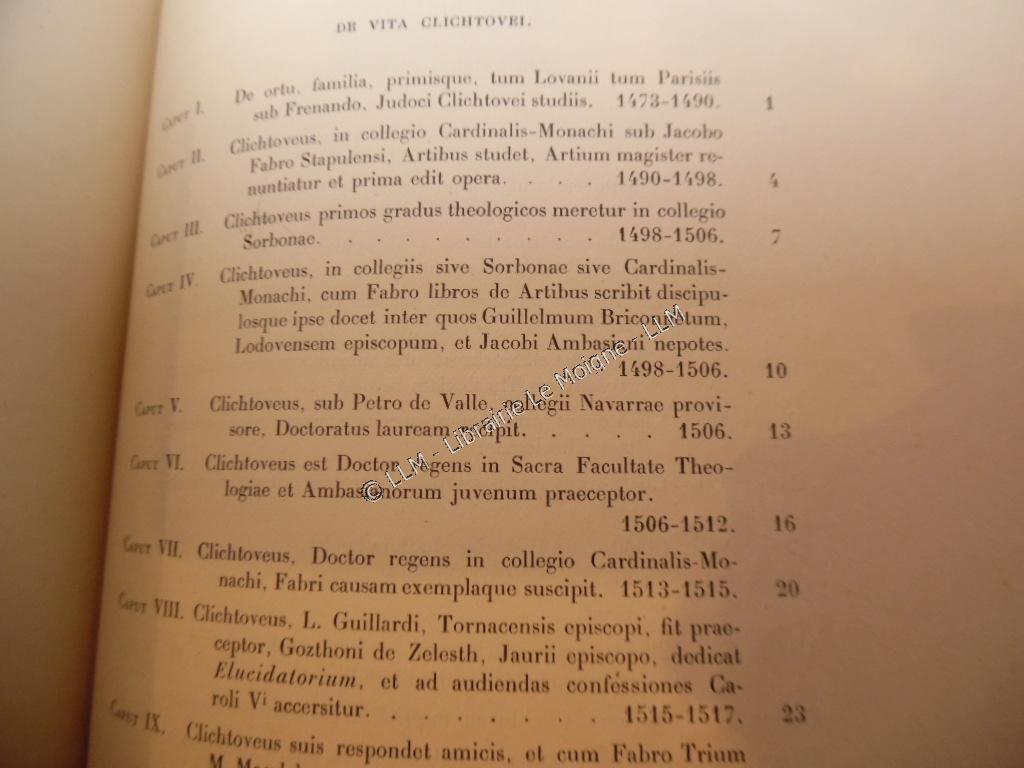 DE VITA CLICHTOVEI.
CAPUT I. De ortu, familia, primisque, tum Lovanii tum Parisiis
sub Frenando, Judoci Clichtovei studiis. 1473-1490. 1
CAPUT II. Clichtoveus, in collegio Cardinalis-Monachi sub Jacobo
Fabro Stapulensi, Artibus studet, Artium magister re-
nuntiatur et prima edit opera. . . . 1490-1498. 4
CAPUT III. Clichtoveus primos gradus theologicos meretur in collegio
Sorbonae. . . . . . . . . . 1498-1506. 7
CAPUT IV. Clichtoveus, in collegiis sive Sorbonae sive Cardinalis-
Monachi, cum Fabro libros de Artibus scribit discipu-
losque ipse docet inter quos Guillelmum Briconnetum,
Lodovensem episcopum, et Jacobi Ambasiani nepotes.
1498-1506. 10
CAPUT V. Clichtoveus, sub Petro de Valle, collegii Navarrae provi-
sore, Doctoratus lauream recipit. . . . . . 1506. 13
CAPUT VI. Clichtoveus est Doctor regens in Sacra Facultate Theo-
logiae et Ambasianorum juvenum praeceptor.
1506-1512. 16
CAPUT VII. Clichtoveus, Doctor regens in collegio Cardinalis-Mo-
nachi, Fabri causam exemplaque suscipit. 1513-1515. 20
CAPUT VIII. Clichtoveus, L. Guillardi, Tornacensis episcopi, fit prae-
ceptor, Gozthoni de Zelesth, Jaurii episcopo, dedicat
Elucidatorium, et ad audiendas confessiones Ca-
roli Vi accersitur. . . . . . . . 1515-1517. 23
CAPUT IX. Clichtoveus suis respondet amicis, et cum Fabro Trium
© LLM - Librairie Le Moigne - LLM